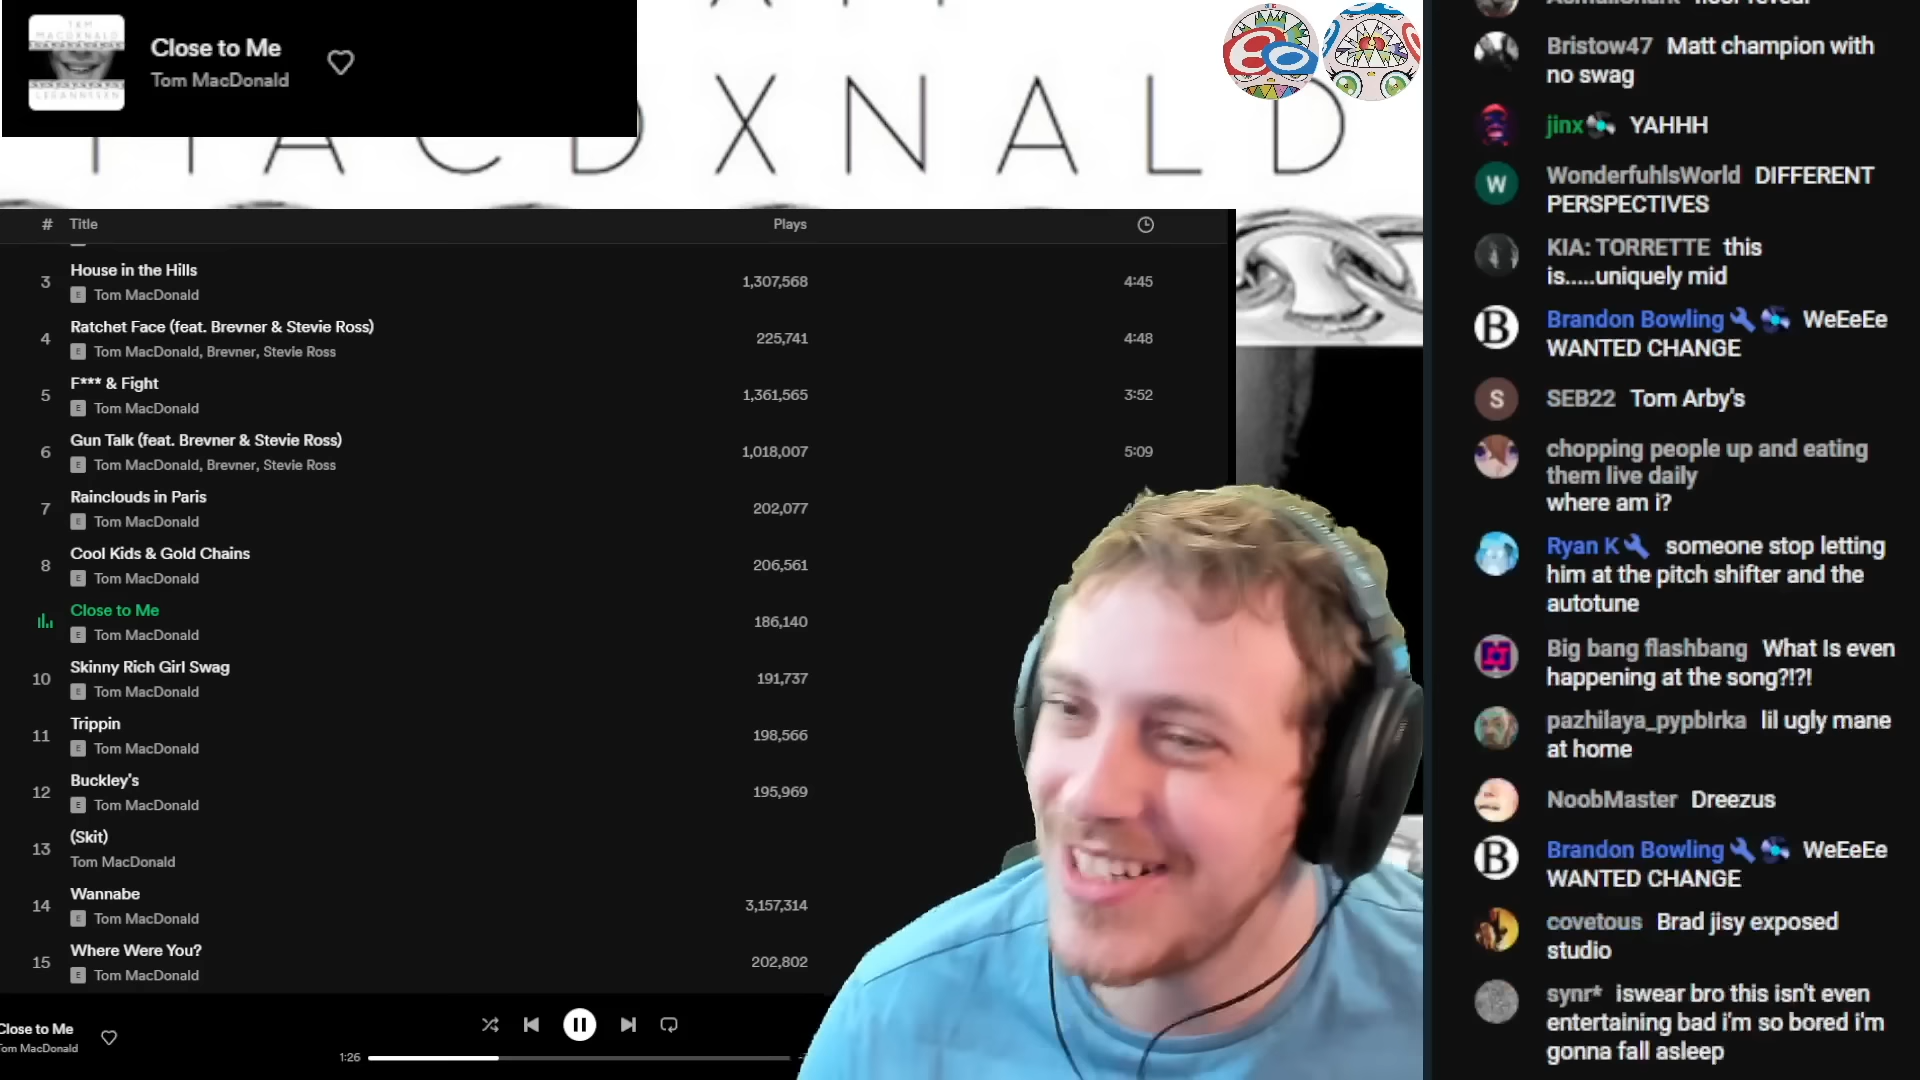 TXM
MACDXNALD
LEBANNISEN
Close to Me
Tom MacDonald
MACDXNALD
# Title Plays
3 House in the Hills 1,307,568 4:45
E Tom MacDonald
4 Ratchet Face (feat. Brevner & Stevie Ross) 225,741 4:48
E Tom MacDonald, Brevner, Stevie Ross
5 F*** & Fight 1,361,565 3:52
E Tom MacDonald
6 Gun Talk (feat. Brevner & Stevie Ross) 1,018,007 5:09
E Tom MacDonald, Brevner, Stevie Ross
7 Rainclouds in Paris 202,077
E Tom MacDonald
8 Cool Kids & Gold Chains 206,561
E Tom MacDonald
Close to Me 186,140
E Tom MacDonald
10 Skinny Rich Girl Swag 191,737
E Tom MacDonald
11 Trippin 198,566
E Tom MacDonald
12 Buckley's 195,969
E Tom MacDonald
13 (Skit)
Tom MacDonald
14 Wannabe 3,157,314
E Tom MacDonald
15 Where Were You? 202,802
E Tom MacDonald
Close to Me
Tom MacDonald
1:26
Bristow47 Matt champion with
no swag
jinx YAHHH
W WonderfuhlsWorld DIFFERENT
PERSPECTIVES
KIA: TORRETTE this
is.....uniquely mid
B Brandon Bowling WeEeEe
WANTED CHANGE
S SEB22 Tom Arby's
chopping people up and eating
them live daily
where am i?
Ryan K someone stop letting
him at the pitch shifter and the
autotune
Big bang flashbang What Is even
happening at the song?!?!
pazhilaya_pypbIrka lil ugly mane
at home
NoobMaster Dreezus
B Brandon Bowling WeEeEe
WANTED CHANGE
covetous Brad jisy exposed
studio
synr* iswear bro this isn't even
entertaining bad i'm so bored i'm
gonna fall asleep